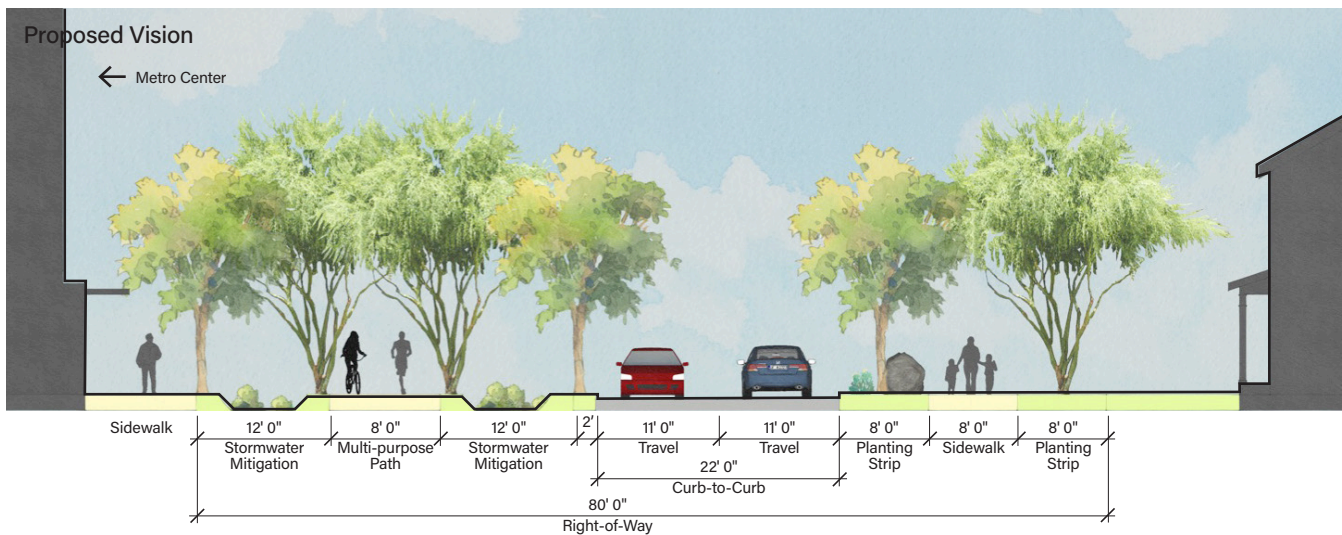 Proposed Vision
← Metro Center
Sidewalk
12' 0"
Stormwater
Mitigation
8' 0"
Multi-purpose
Path
12' 0"
Stormwater
Mitigation
2'
11' 0"
Travel
11' 0"
Travel
8' 0"
Planting
Strip
8' 0"
Sidewalk
8' 0"
Planting
Strip
22' 0"
Curb-to-Curb
80' 0"
Right-of-Way